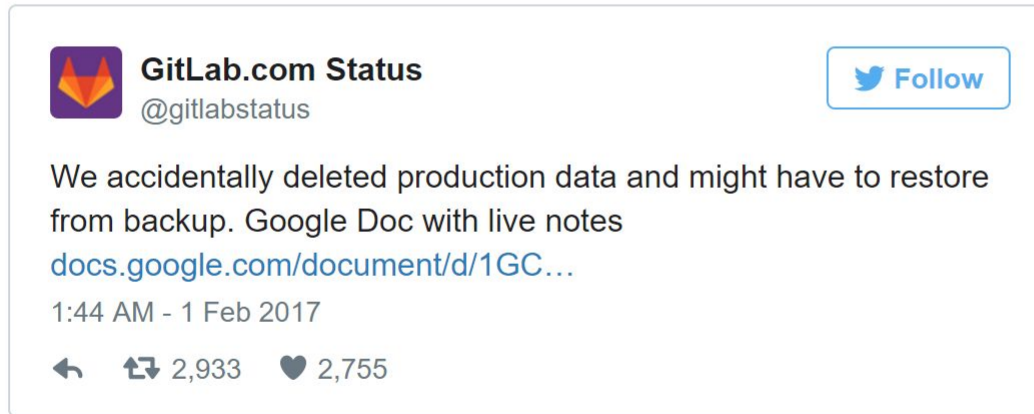 GitLab.com Status
@gitlabstatus
Follow
We accidentally deleted production data and might have to restore
from backup. Google Doc with live notes
docs.google.com/document/d/1GC…
1:44 AM - 1 Feb 2017
2,933 2,755